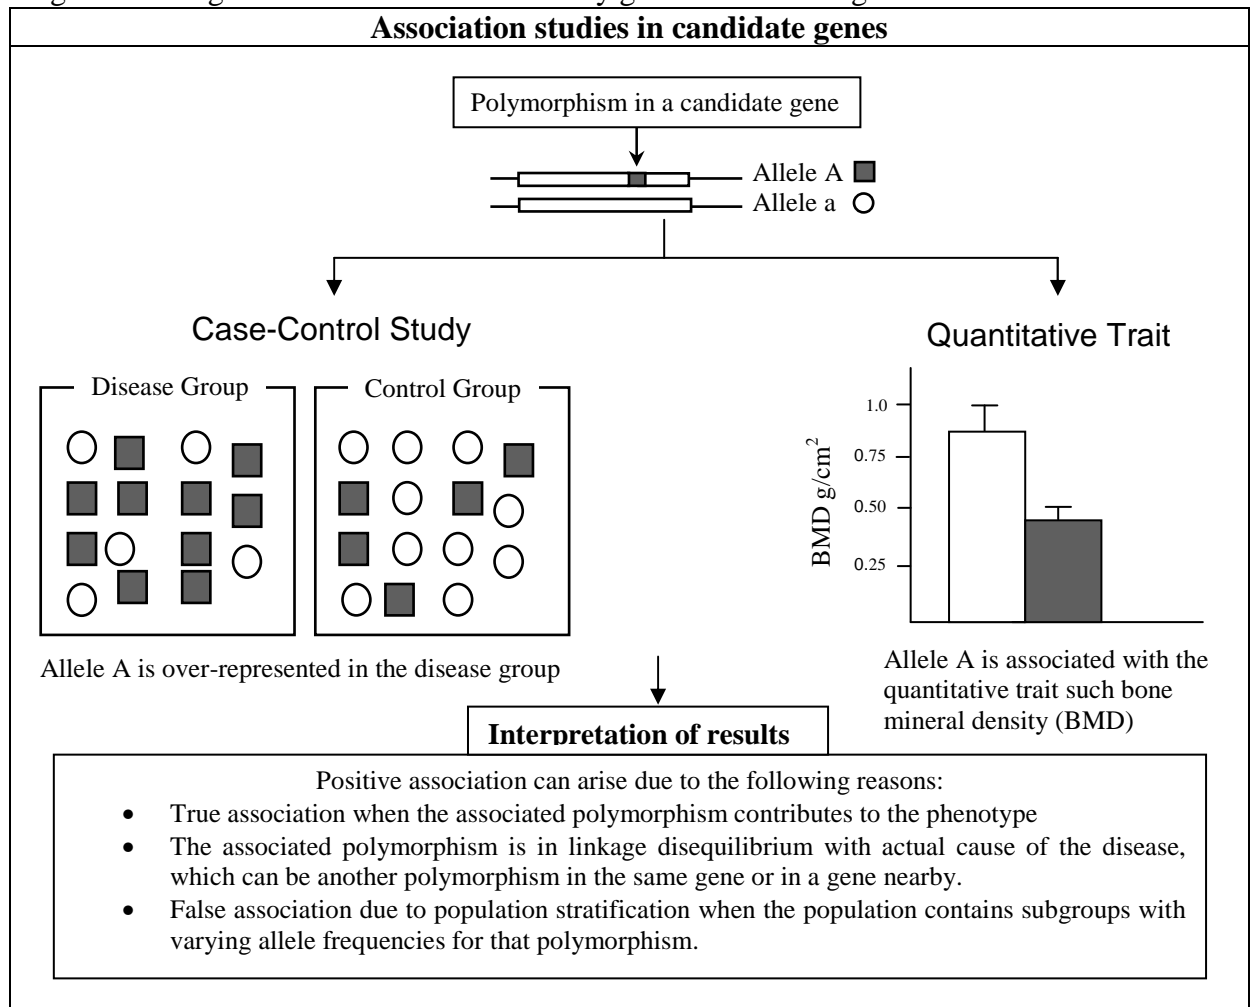 Association studies in candidate genes
Polymorphism in a candidate gene
Allele A
Allele a
Case-Control Study
Quantitative Trait
Disease Group
Control Group
1.0
0.75
0.50
0.25
BMD g/cm²
Allele A is over-represented in the disease group
Allele A is associated with the
quantitative trait such bone
mineral density (BMD)
Interpretation of results
Positive association can arise due to the following reasons:
• True association when the associated polymorphism contributes to the phenotype
• The associated polymorphism is in linkage disequilibrium with actual cause of the disease,
which can be another polymorphism in the same gene or in a gene nearby.
• False association due to population stratification when the population contains subgroups with
varying allele frequencies for that polymorphism.